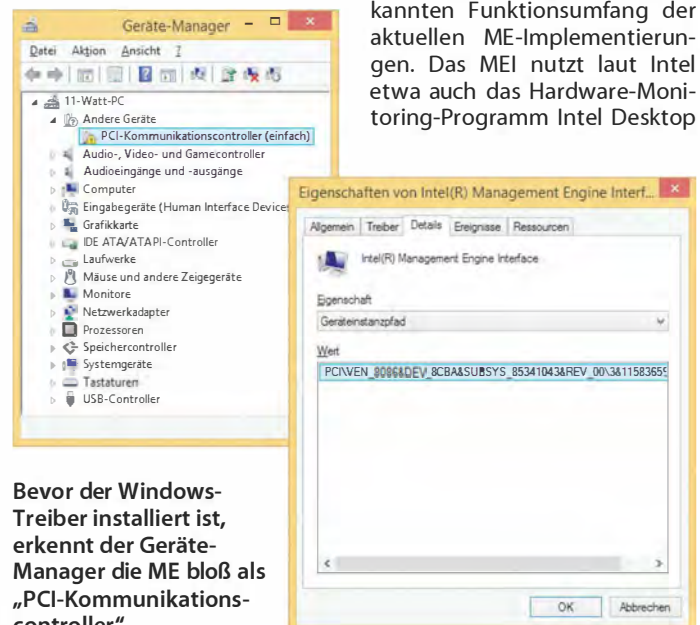 kannten Funktionsumfang der
aktuellen ME-Implementierun-
gen. Das MEI nutzt laut Intel
etwa auch das Hardware-Moni-
toring-Programm Intel Desktop
Geräte-Manager
Datei Aktion Ansicht ?
11-Watt-PC
Andere Geräte
PCI-Kommunikationscontroller (einfach)
Audio-, Video- und Gamecontroller
Audioeingänge und -ausgänge
Computer
Eingabegeräte (Human Interface Devices
Grafikkarte
IDE ATA/ATAPI-Controller
Laufwerke
Mäuse und andere Zeigegeräte
Monitore
Netzwerkadapter
Prozessoren
Speichercontroller
Systemgeräte
Tastaturen
USB-Controller
Eigenschaften von Intel(R) Management Engine Interf...
Allgemein Treiber Details Ereignisse Ressourcen
Intel(R) Management Engine Interface
Eigenschaft
Geräteinstanzpfad
Wert
PCI\VEN_8086&DEV_8CBA&SUBSYS_85341043&REV_00\3&11583659
OK Abbrechen
Bevor der Windows-
Treiber installiert ist,
erkennt der Geräte-
Manager die ME bloß als
„PCI-Kommunikations-
controller“